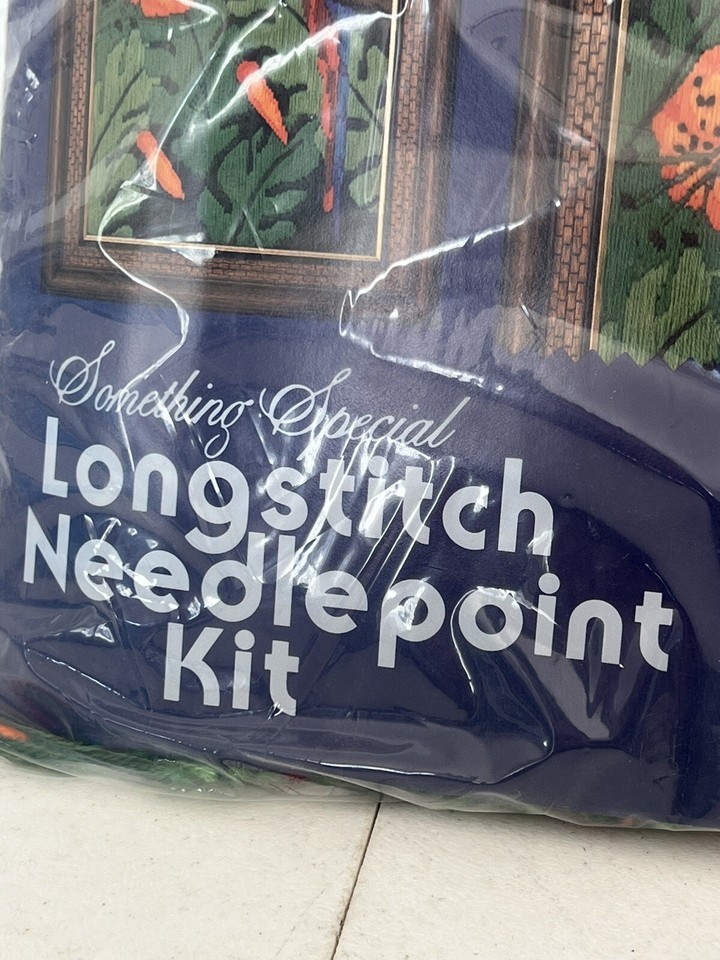 Something Special
Longstitch
Needlepoint
Kit